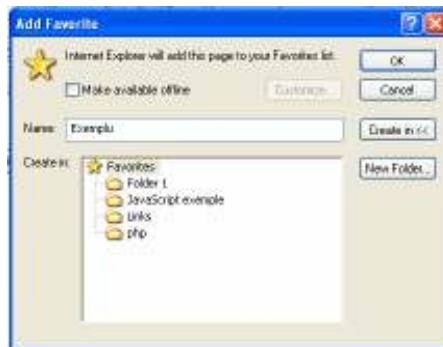 Add Favorite
Internet Explorer will add this page to your Favorites list.
OK
Make available offline
Customize...
Cancel
Name: Exemplu
Create in <<
Create in:
Favorites
New Folder...
Folder 1
JavaScript exemple
Links
php